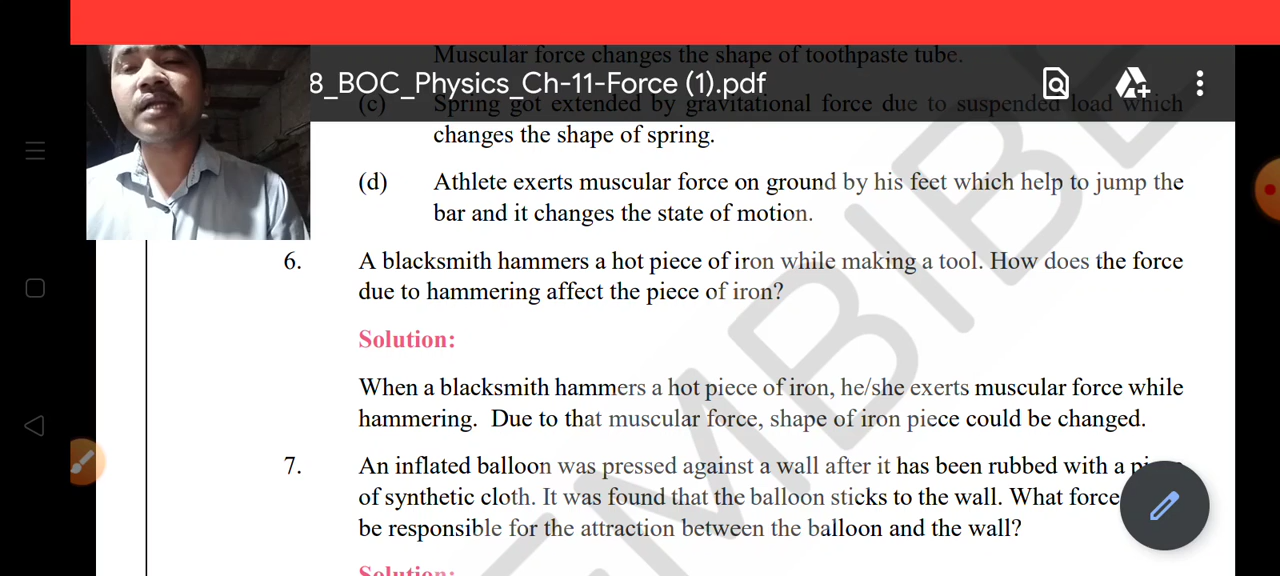 Muscular force changes the shape of toothpaste tube.
8_BOC_Physics_Ch-11-Force (1).pdf
(c) Spring got extended by gravitational force due to suspended load which
changes the shape of spring.
(d) Athlete exerts muscular force on ground by his feet which help to jump the
bar and it changes the state of motion.
6. A blacksmith hammers a hot piece of iron while making a tool. How does the force
due to hammering affect the piece of iron?
Solution:
When a blacksmith hammers a hot piece of iron, he/she exerts muscular force while
hammering. Due to that muscular force, shape of iron piece could be changed.
7. An inflated balloon was pressed against a wall after it has been rubbed with a
of synthetic cloth. It was found that the balloon sticks to the wall. What force
be responsible for the attraction between the balloon and the wall?
Solution:
EMBIBE